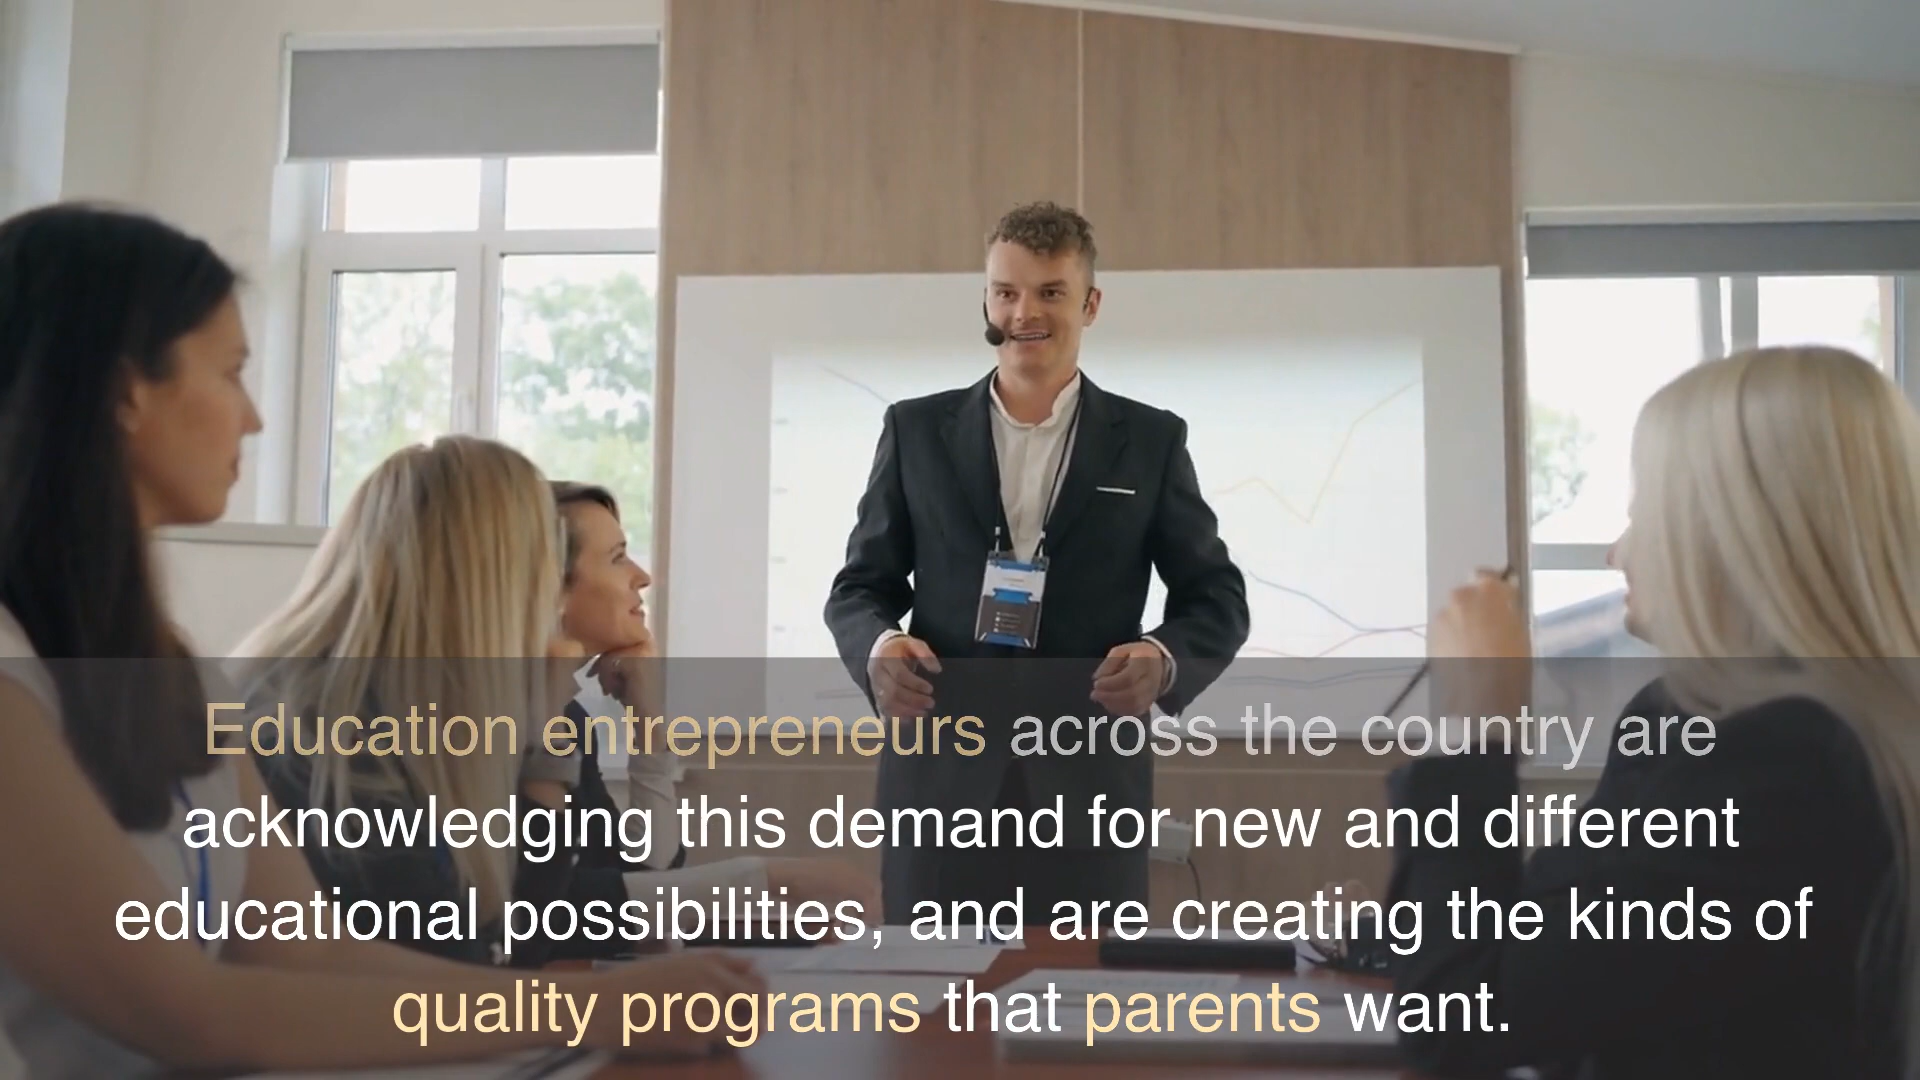 Education entrepreneurs across the country are
acknowledging this demand for new and different
educational possibilities, and are creating the kinds of
quality programs that parents want.